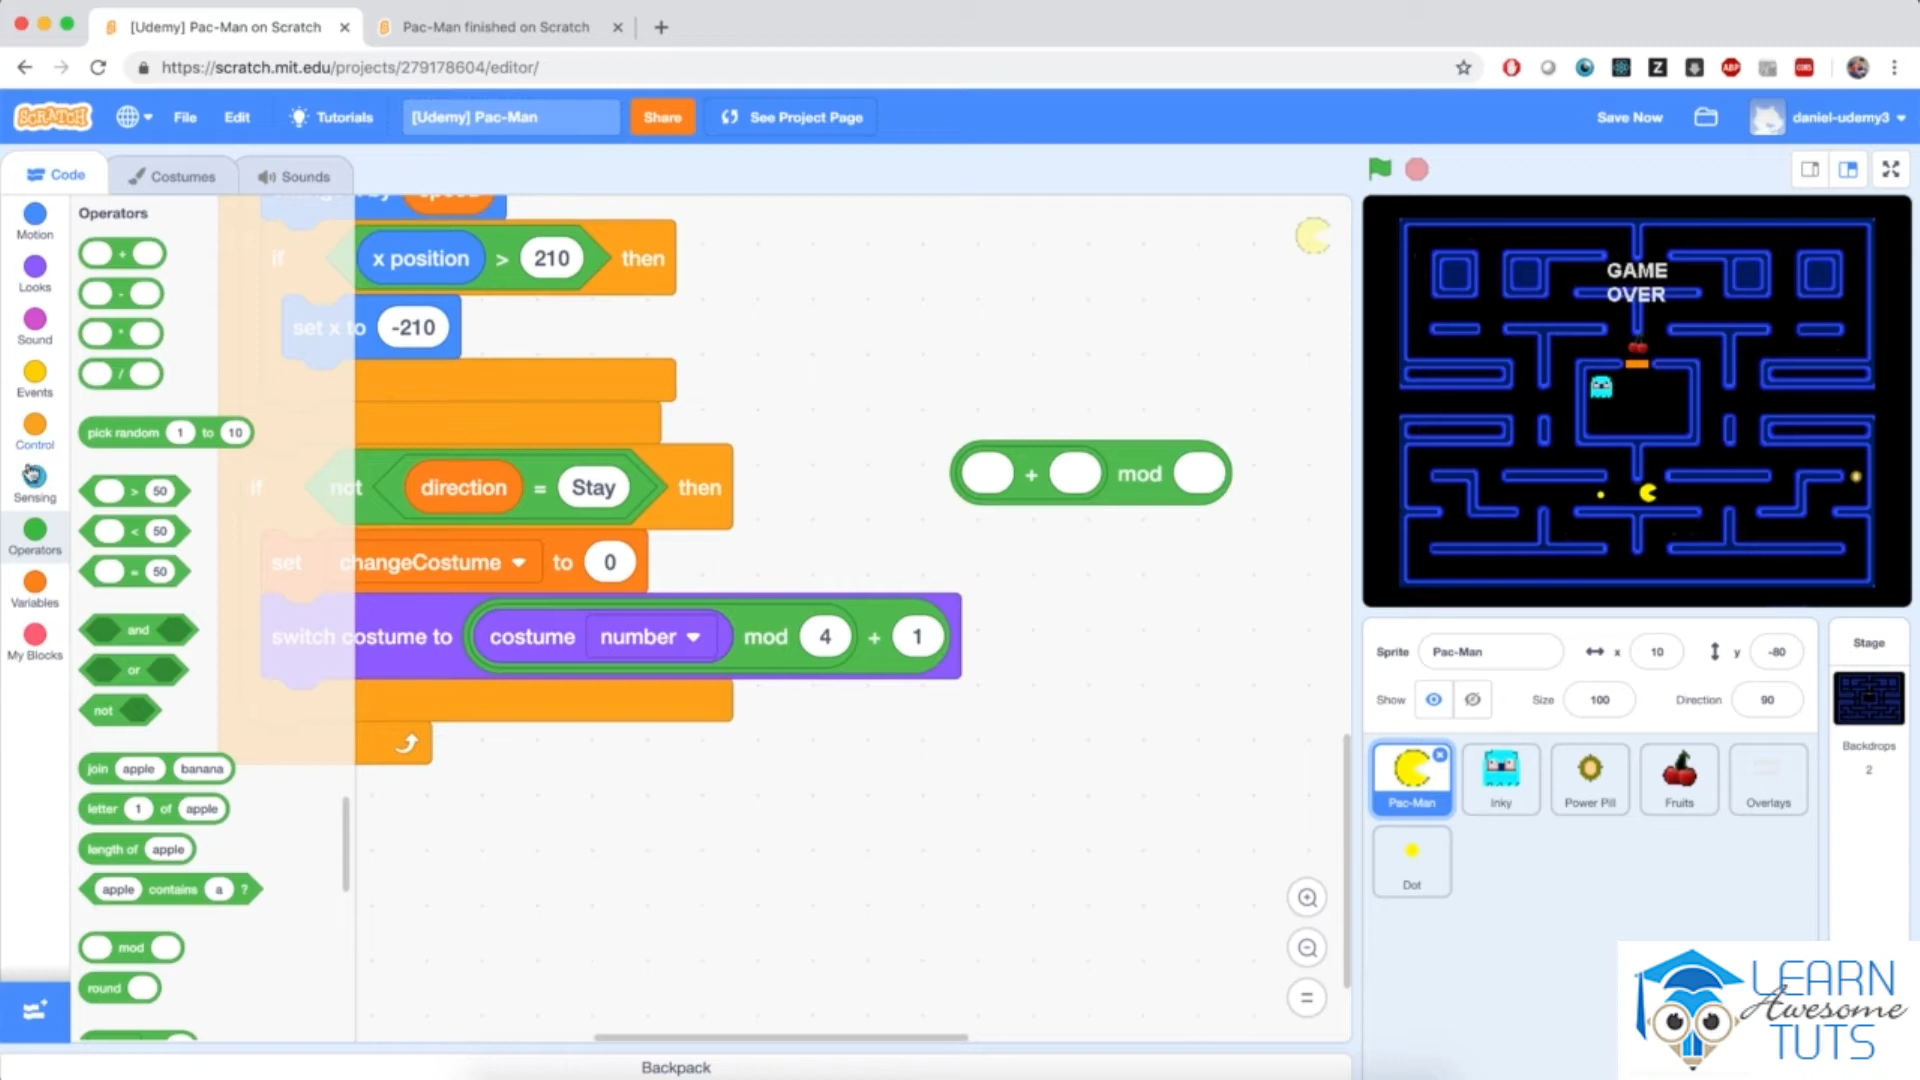 [Udemy] Pac-Man on Scratch
Pac-Man finished on Scratch
https://scratch.mit.edu/projects/279178604/editor/
SCRATCH
File
Edit
Tutorials
[Udemy] Pac-Man
Share
See Project Page
Save Now
daniel-udemy3
Code
Costumes
Sounds
Motion
Looks
Sound
Events
Control
Sensing
Operators
Variables
My Blocks
Operators
+
-
*
/
pick random 1 to 10
> 50
< 50
= 50
and
or
not
join apple banana
letter 1 of apple
length of apple
apple contains a ?
mod
round
if x position > 210 then
set x to -210
if not direction = Stay then
set changeCostume to 0
switch costume to costume number mod 4 + 1
+ mod
Backpack
GAME
OVER
Sprite Pac-Man x 10 y -80
Show Size 100 Direction 90
Pac-Man
Inky
Power Pill
Fruits
Overlays
Dot
Stage
Backdrops
2
LEARN
Awesome
TUTS